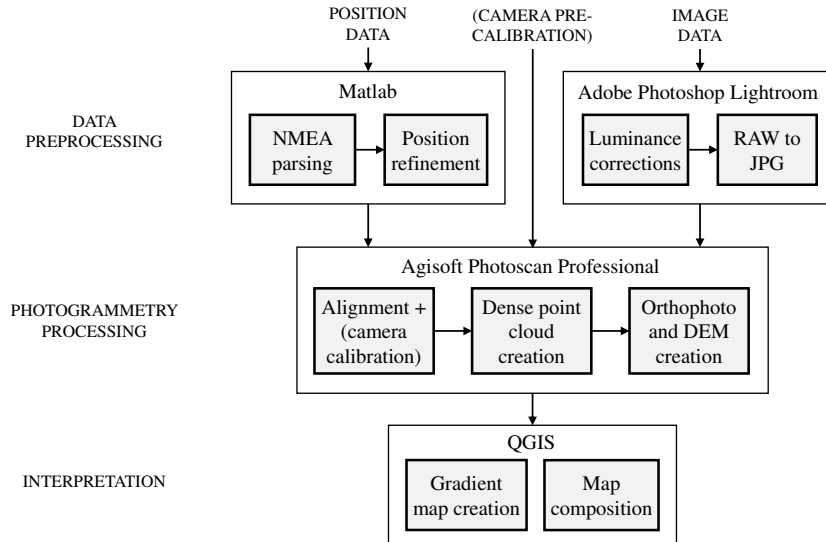 POSITION
DATA
(CAMERA PRE-
CALIBRATION)
IMAGE
DATA
DATA
PREPROCESSING
Matlab
NMEA
parsing
Position
refinement
Adobe Photoshop Lightroom
Luminance
corrections
RAW to
JPG
PHOTOGRAMMETRY
PROCESSING
Agisoft Photoscan Professional
Alignment +
(camera
calibration)
Dense point
cloud
creation
Orthophoto
and DEM
creation
INTERPRETATION
QGIS
Gradient
map creation
Map
composition